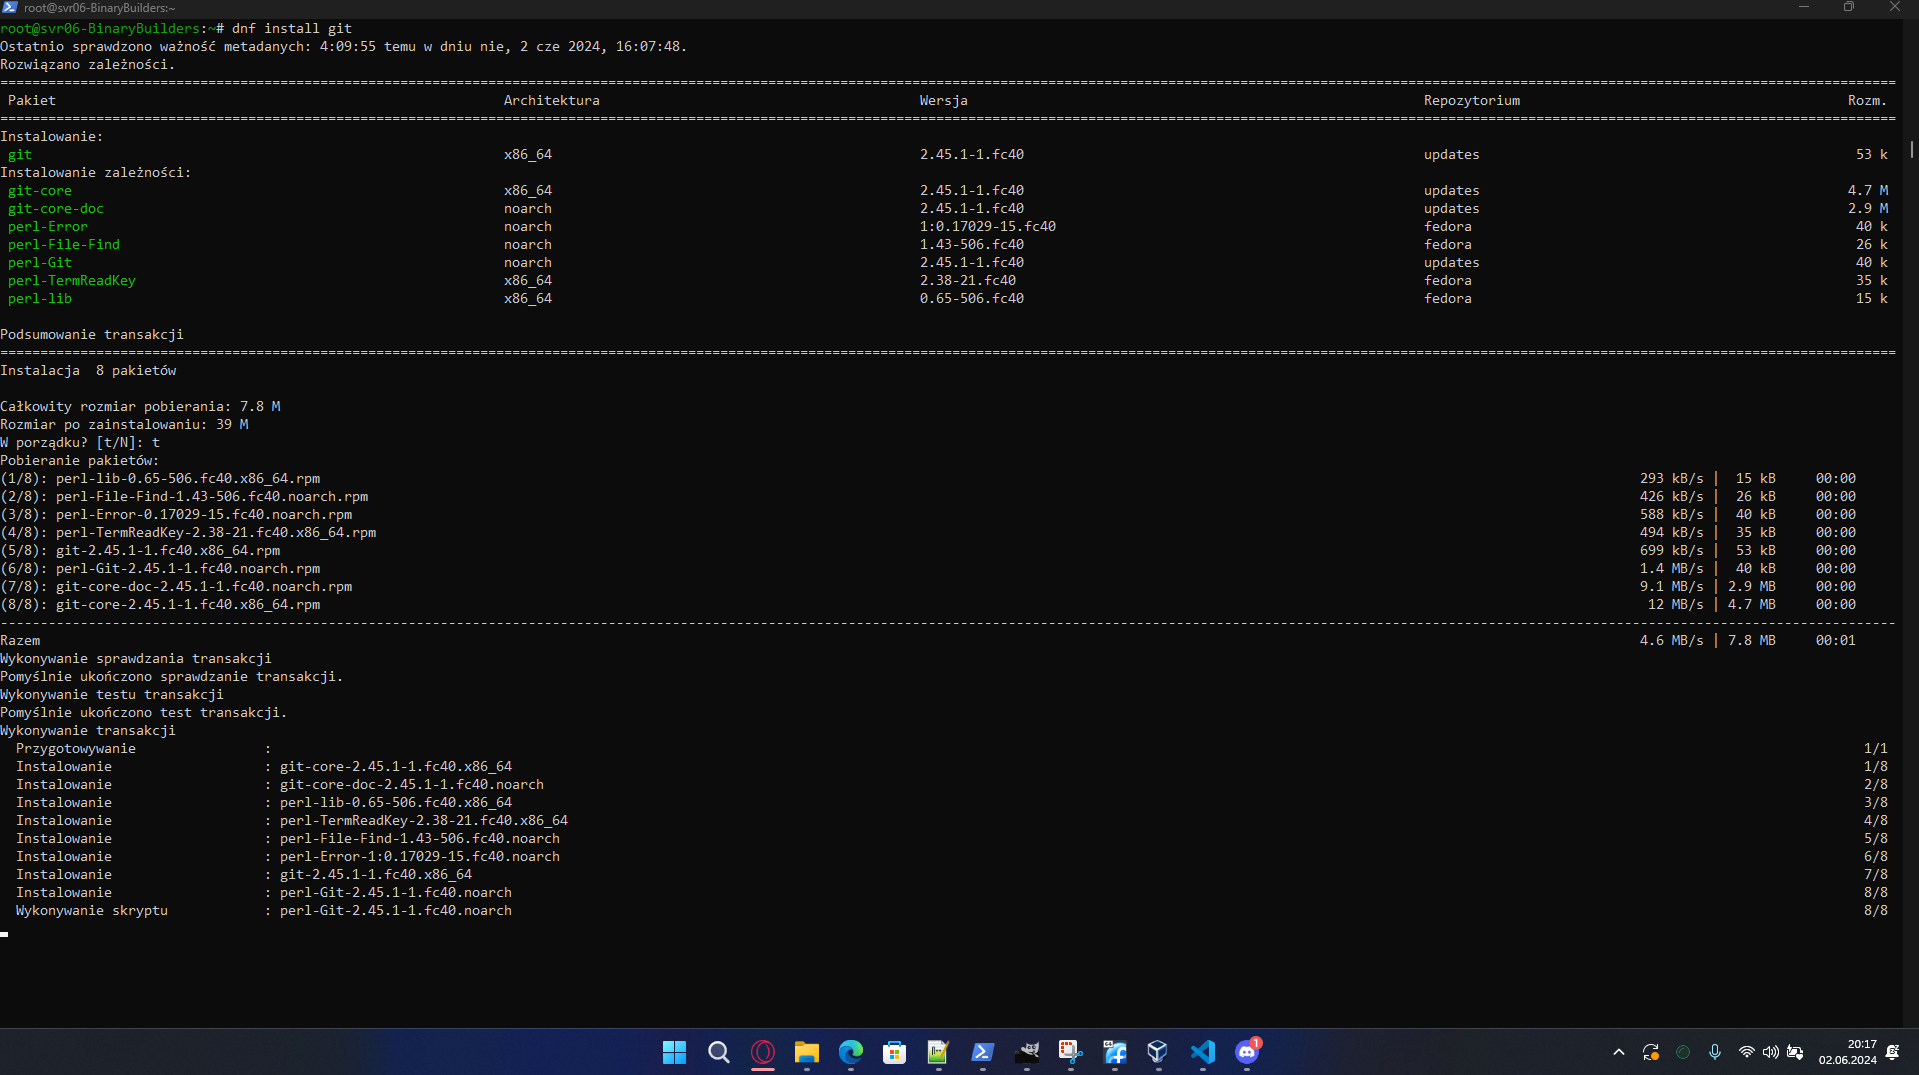 root@svr06-BinaryBuilders:~
root@svr06-BinaryBuilders:~# dnf install git
Ostatnio sprawdzono ważność metadanych: 4:09:55 temu w dniu nie, 2 cze 2024, 16:07:48.
Rozwiązano zależności.
Pakiet Architektura Wersja Repozytorium Rozm.
Instalowanie:
git x86_64 2.45.1-1.fc40 updates 53 k
Instalowanie zależności:
git-core x86_64 2.45.1-1.fc40 updates 4.7 M
git-core-doc noarch 2.45.1-1.fc40 updates 2.9 M
perl-Error noarch 1:0.17029-15.fc40 fedora 40 k
perl-File-Find noarch 1.43-506.fc40 fedora 26 k
perl-Git noarch 2.45.1-1.fc40 updates 40 k
perl-TermReadKey x86_64 2.38-21.fc40 fedora 35 k
perl-lib x86_64 0.65-506.fc40 fedora 15 k
Podsumowanie transakcji
Instalacja  8 pakietów
Całkowity rozmiar pobierania: 7.8 M
Rozmiar po zainstalowaniu: 39 M
W porządku? [t/N]: t
Pobieranie pakietów:
(1/8): perl-lib-0.65-506.fc40.x86_64.rpm 293 kB/s | 15 kB 00:00
(2/8): perl-File-Find-1.43-506.fc40.noarch.rpm 426 kB/s | 26 kB 00:00
(3/8): perl-Error-0.17029-15.fc40.noarch.rpm 588 kB/s | 40 kB 00:00
(4/8): perl-TermReadKey-2.38-21.fc40.x86_64.rpm 494 kB/s | 35 kB 00:00
(5/8): git-2.45.1-1.fc40.x86_64.rpm 699 kB/s | 53 kB 00:00
(6/8): perl-Git-2.45.1-1.fc40.noarch.rpm 1.4 MB/s | 40 kB 00:00
(7/8): git-core-doc-2.45.1-1.fc40.noarch.rpm 9.1 MB/s | 2.9 MB 00:00
(8/8): git-core-2.45.1-1.fc40.x86_64.rpm 12 MB/s | 4.7 MB 00:00
Razem 4.6 MB/s | 7.8 MB 00:01
Wykonywanie sprawdzania transakcji
Pomyślnie ukończono sprawdzanie transakcji.
Wykonywanie testu transakcji
Pomyślnie ukończono test transakcji.
Wykonywanie transakcji
Przygotowywanie : 1/1
Instalowanie : git-core-2.45.1-1.fc40.x86_64 1/8
Instalowanie : git-core-doc-2.45.1-1.fc40.noarch 2/8
Instalowanie : perl-lib-0.65-506.fc40.x86_64 3/8
Instalowanie : perl-TermReadKey-2.38-21.fc40.x86_64 4/8
Instalowanie : perl-File-Find-1.43-506.fc40.noarch 5/8
Instalowanie : perl-Error-1:0.17029-15.fc40.noarch 6/8
Instalowanie : git-2.45.1-1.fc40.x86_64 7/8
Instalowanie : perl-Git-2.45.1-1.fc40.noarch 8/8
Wykonywanie skryptu : perl-Git-2.45.1-1.fc40.noarch 8/8
1
20:17
02.06.2024